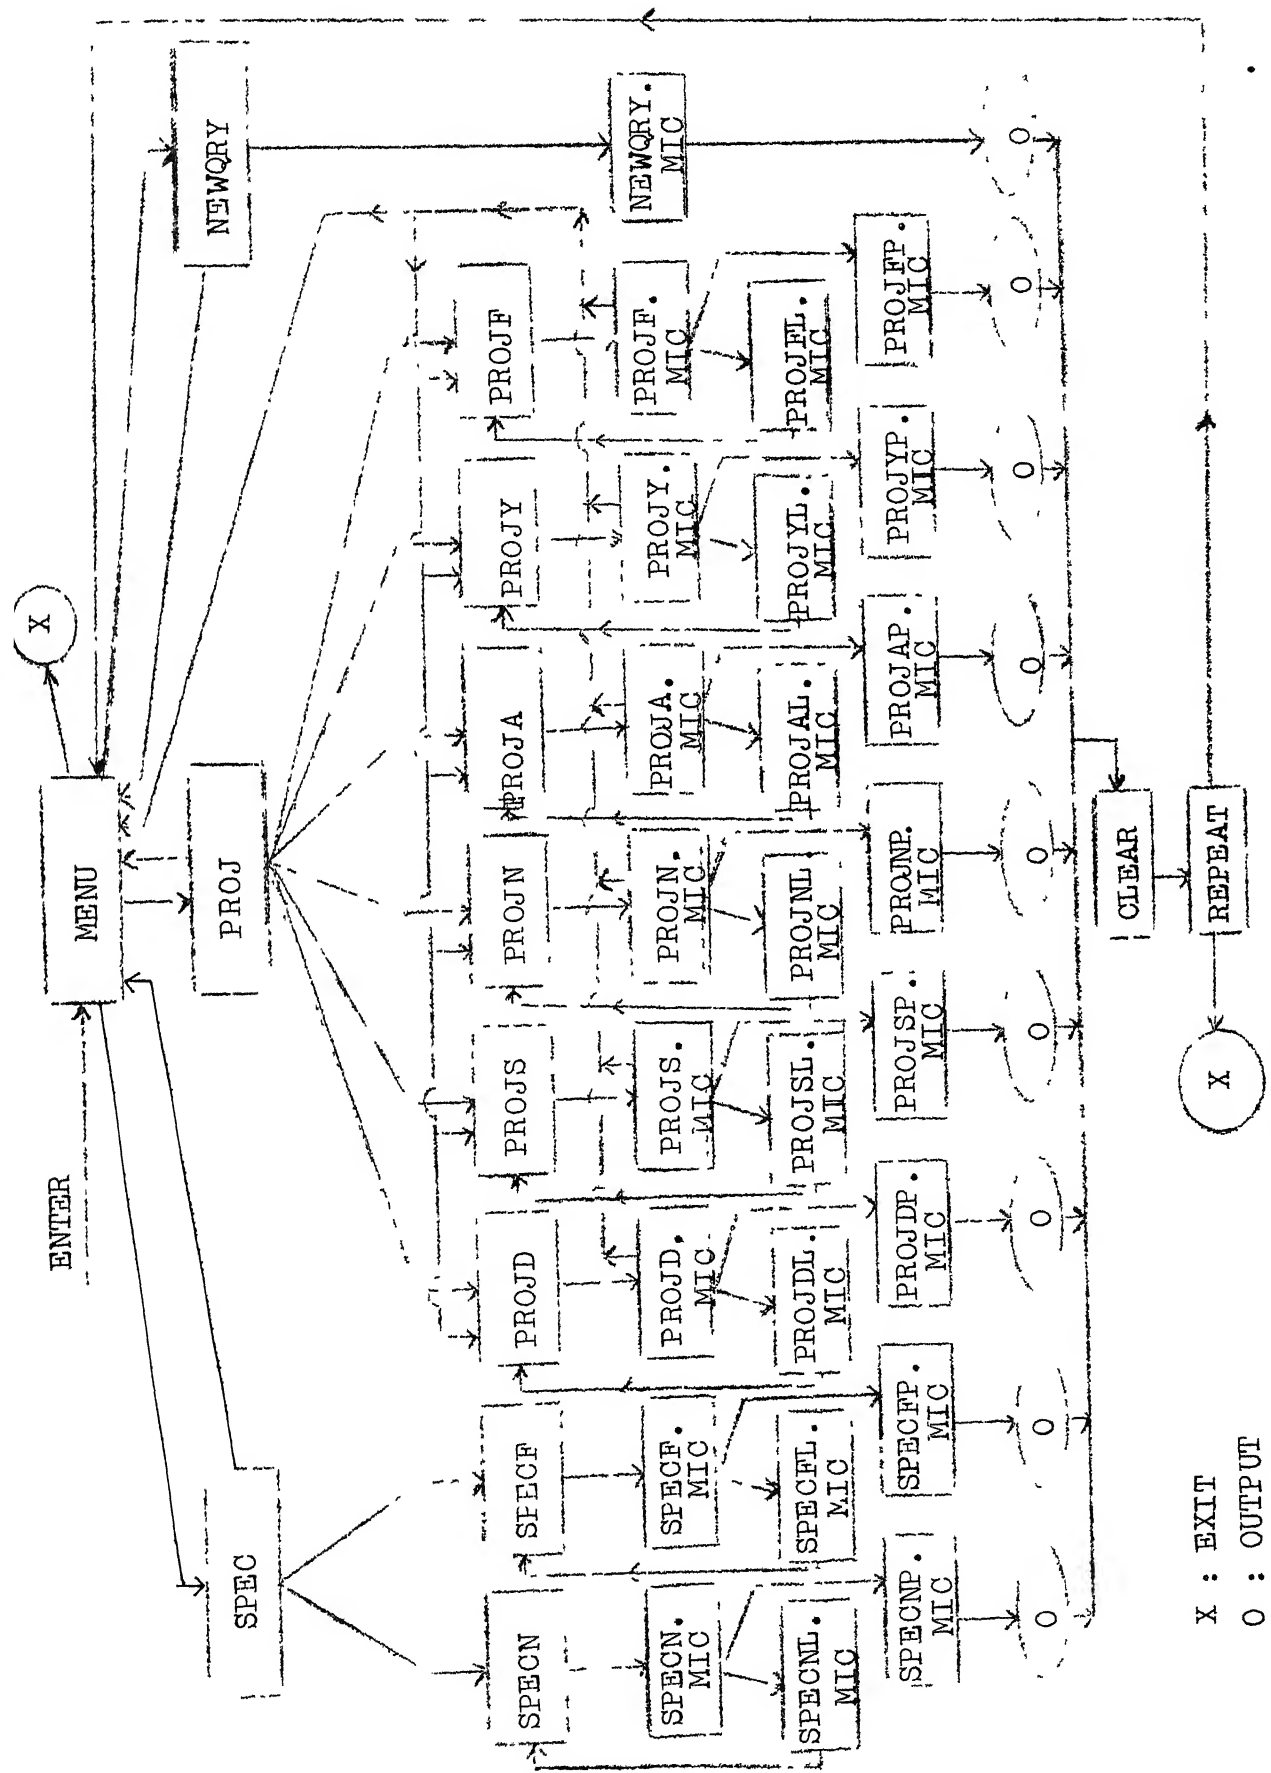 ENTER
X
MENU
SPEC
PROJ
NEWQRY
SPECN
SPECF
PROJD
PROJS
PROJN
PROJA
PROJY
PROJF
SPECN.
MIC
SPECF.
MIC
PROJD.
MIC
PROJS.
MIC
PROJN.
MIC
PROJA.
MIC
PROJY.
MIC
PROJF.
MIC
NEWQRY.
MIC
SPECNL.
MIC
SPECFL.
MIC
PROJDL.
MIC
PROJSL.
MIC
PROJNL.
MIC
PROJAL.
MIC
PROJYL.
MIC
PROJFL.
MIC
SPECNP.
MIC
SPECFP.
MIC
PROJDP.
MIC
PROJSP.
MIC
PROJNP.
MIC
PROJAP.
MIC
PROJYP.
MIC
PROJFP.
MIC
O
O
O
O
O
O
O
O
O
CLEAR
X
REPEAT
X : EXIT
O : OUTPUT